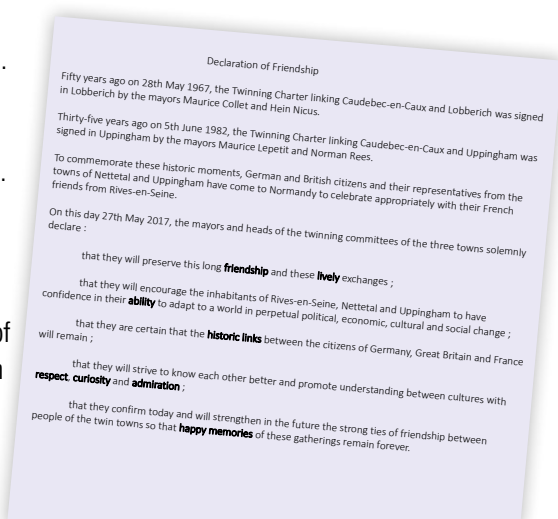 .
.
of
Declaration of Friendship
Fifty years ago on 28th May 1967, the Twinning Charter linking Caudebec-en-Caux and Lobberich was signed
in Lobberich by the mayors Maurice Collet and Hein Nicus.
Thirty-five years ago on 5th June 1982, the Twinning Charter linking Caudebec-en-Caux and Uppingham was
signed in Uppingham by the mayors Maurice Lepetit and Norman Rees.
To commemorate these historic moments, German and British citizens and their representatives from the
towns of Nettetal and Uppingham have come to Normandy to celebrate appropriately with their French
friends from Rives-en-Seine.
On this day 27th May 2017, the mayors and heads of the twinning committees of the three towns solemnly
declare :
that they will preserve this long friendship and these lively exchanges ;
that they will encourage the inhabitants of Rives-en-Seine, Nettetal and Uppingham to have
confidence in their ability to adapt to a world in perpetual political, economic, cultural and social change ;
that they are certain that the historic links between the citizens of Germany, Great Britain and France
will remain ;
that they will strive to know each other better and promote understanding between cultures with
respect, curiosity and admiration ;
that they confirm today and will strengthen in the future the strong ties of friendship between
people of the twin towns so that happy memories of these gatherings remain forever.